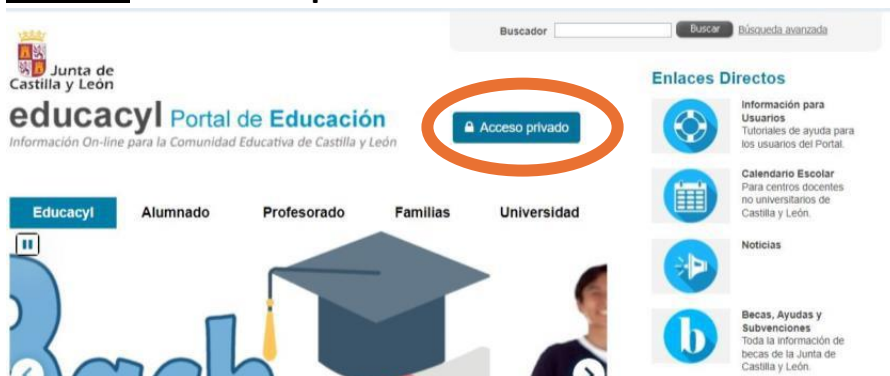 Buscador
Buscar
Búsqueda avanzada
Junta de
Castilla y León
educacyl Portal de Educación
Información On-line para la Comunidad Educativa de Castilla y León
Acceso privado
Educacyl
Alumnado
Profesorado
Familias
Universidad
Bach
Enlaces Directos
Información para
Usuarios
Tutoriales de ayuda para
los usuarios del Portal.
Calendario Escolar
Para centros docentes
no universitarios de
Castilla y León.
Noticias
b
Becas, Ayudas y
Subvenciones
Toda la información de
becas de la Junta de
Castilla y León.